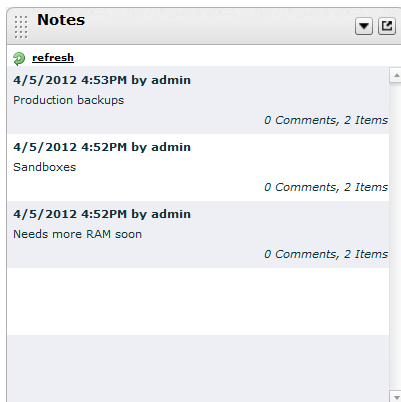 Notes
refresh
4/5/2012 4:53PM by admin
Production backups
0 Comments, 2 Items
4/5/2012 4:52PM by admin
Sandboxes
0 Comments, 2 Items
4/5/2012 4:52PM by admin
Needs more RAM soon
0 Comments, 2 Items